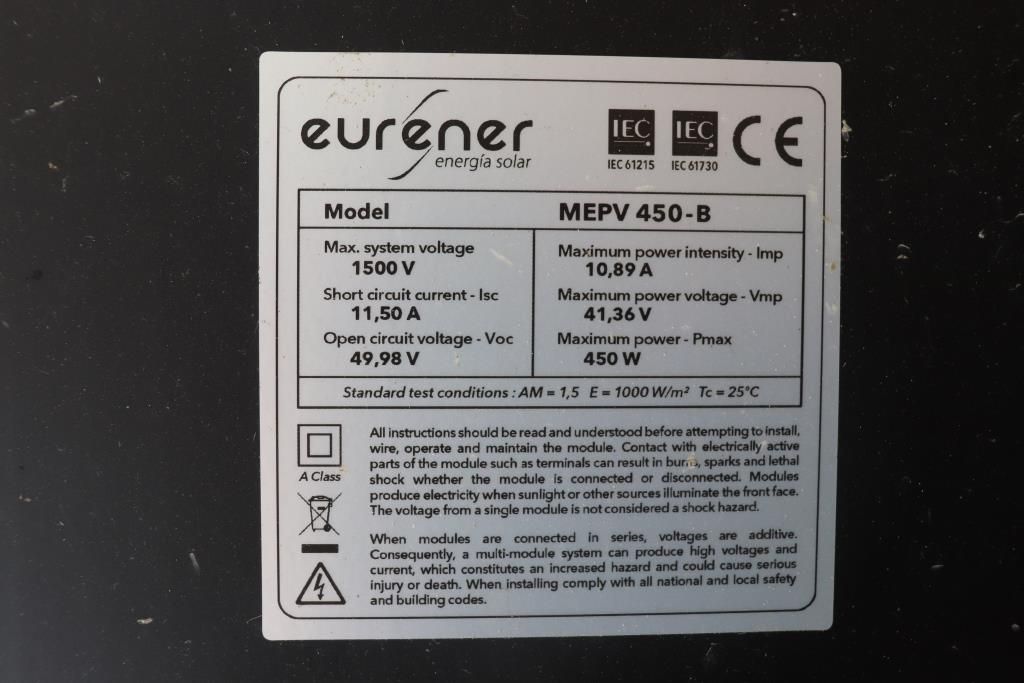 eurener
energía solar
IEC IEC CE
IEC 61215 IEC 61730
Model MEPV 450-B
Max. system voltage
1500 V
Short circuit current - Isc
11,50 A
Open circuit voltage - Voc
49,98 V
Maximum power intensity - Imp
10,89 A
Maximum power voltage - Vmp
41,36 V
Maximum power - Pmax
450 W
Standard test conditions : AM = 1,5 E = 1000 W/m² Tc = 25°C
A Class
All instructions should be read and understood before attempting to install,
wire, operate and maintain the module. Contact with electrically active
parts of the module such as terminals can result in burns, sparks and lethal
shock whether the module is connected or disconnected. Modules
produce electricity when sunlight or other sources illuminate the front face.
The voltage from a single module is not considered a shock hazard.
When modules are connected in series, voltages are additive.
Consequently, a multi-module system can produce high voltages and
current, which constitutes an increased hazard and could cause serious
injury or death. When installing comply with all national and local safety
and building codes.